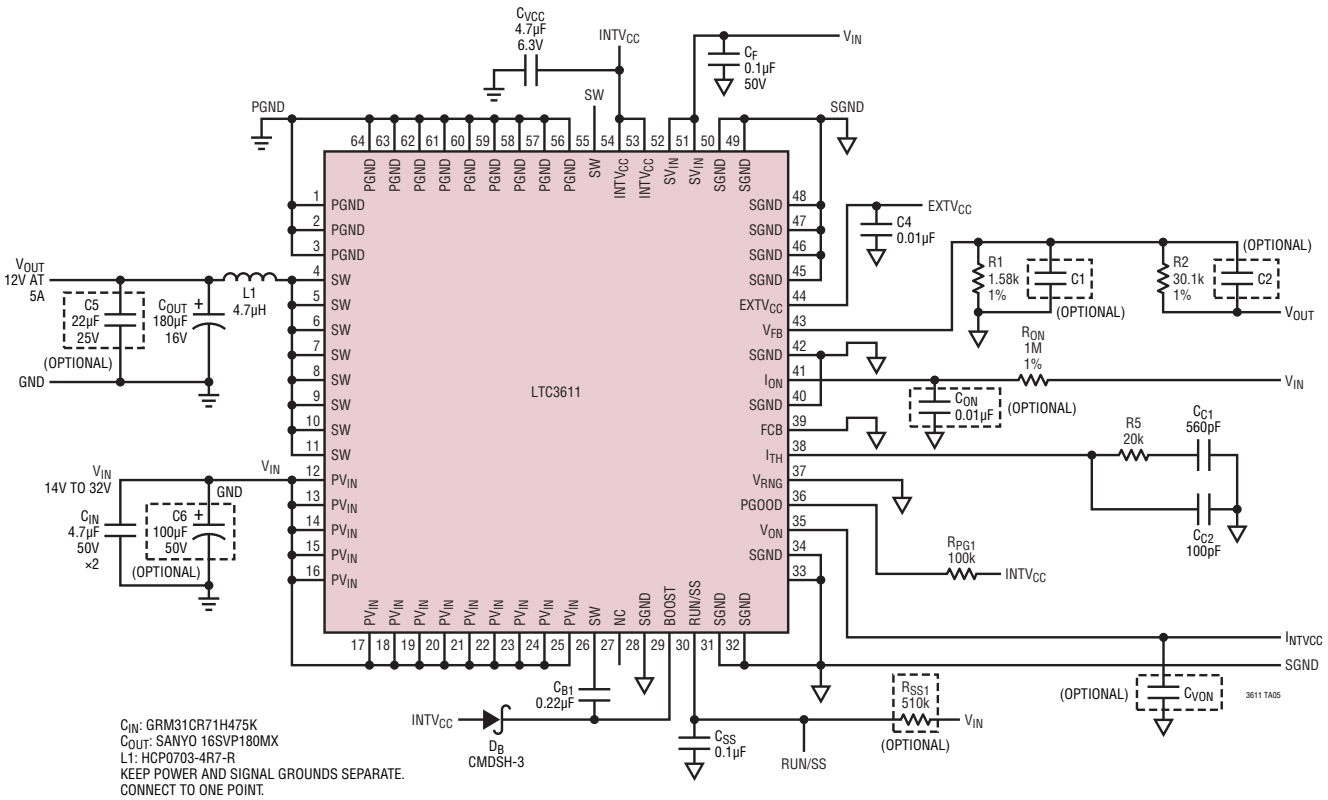 CVCC
4.7µF
6.3V
INTVCC
VIN
CF
0.1µF
50V
SW
PGND
SGND
64 63 62 61 60 59 58 57 56 55 54 53 52 51 50 49
PGND PGND PGND PGND PGND PGND PGND PGND PGND SW INTVCC INTVCC SVIN SVIN SGND SGND
1 PGND
2 PGND
3 PGND
4 SW
5 SW
6 SW
7 SW
8 SW
9 SW
10 SW
11 SW
12 PVIN
13 PVIN
14 PVIN
15 PVIN
16 PVIN
LTC3611
SGND 48
SGND 47
SGND 46
SGND 45
EXTVCC 44
VFB 43
SGND 42
ION 41
SGND 40
FCB 39
ITH 38
VRNG 37
PGOOD 36
VON 35
SGND 34
33
PVIN PVIN PVIN PVIN PVIN PVIN PVIN PVIN PVIN SW NC SGND BOOST RUN/SS SGND SGND
17 18 19 20 21 22 23 24 25 26 27 28 29 30 31 32
VOUT
12V AT
5A
C5
22µF
25V
(OPTIONAL)
COUT
180µF
16V
+
L1
4.7µH
GND
VIN
14V TO 32V
VIN
CIN
4.7µF
50V
×2
GND
C6
100µF
50V
+
(OPTIONAL)
EXTVCC
C4
0.01µF
R1
1.58k
1%
C1
(OPTIONAL)
R2
30.1k
1%
C2
(OPTIONAL)
VOUT
RON
1M
1%
VIN
CON
0.01µF
(OPTIONAL)
R5
20k
CC1
560pF
CC2
100pF
RPG1
100k
INTVCC
INTVCC
SGND
(OPTIONAL)
CVON
3611 TA05
CB1
0.22µF
INTVCC
DB
CMDSH-3
CSS
0.1µF
RUN/SS
RSS1
510k
(OPTIONAL)
VIN
CIN: GRM31CR71H475K
COUT: SANYO 16SVP180MX
L1: HCP0703-4R7-R
KEEP POWER AND SIGNAL GROUNDS SEPARATE.
CONNECT TO ONE POINT.